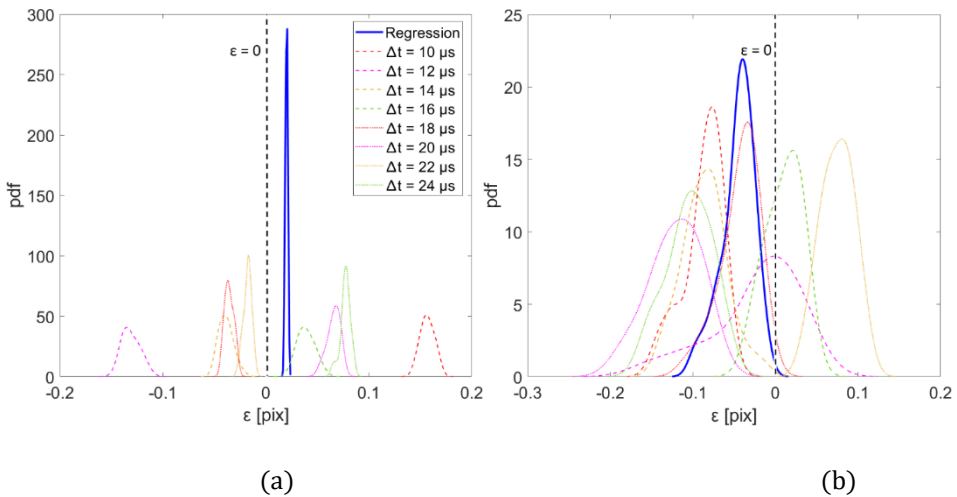 300
250
200
150
100
50
0
pdf
ε = 0
Regression
Δt = 10 μs
Δt = 12 μs
Δt = 14 μs
Δt = 16 μs
Δt = 18 μs
Δt = 20 μs
Δt = 22 μs
Δt = 24 μs
-0.2 -0.1 0 0.1 0.2
ε [pix]
(a)
25
20
15
10
5
0
pdf
ε = 0
-0.3 -0.2 -0.1 0 0.1 0.2
ε [pix]
(b)